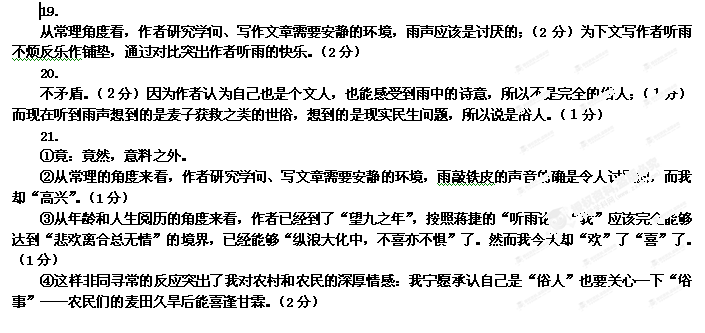 19.
从常理角度看，作者研究学问、写作文章需要安静的环境，雨声应该是讨厌的；（2 分）为下文写作者听雨
不烦反乐作铺垫，通过对比突出作者听雨的快乐。（2 分）
20.
不矛盾。（2 分）因为作者认为自己也是个文人，也能感受到雨中的诗意，所以不是完全的俗人；（1 分）
而现在听到雨声想到的是麦子获救之类的世俗，想到的是现实民生问题，所以说是俗人。（1 分）
21.
①竟：竟然，意料之外。
②从常理的角度来看，作者研究学问、写文章需要安静的环境，雨敲铁皮的声音的确是令人讨厌，而我
却“高兴”。（1 分）
③从年龄和人生阅历的角度来看，作者已经到了“望九之年”，按照蒋捷的“听雨论”“我”应该完全能够
达到“悲欢离合总无情”的境界，已经能够“纵浪大化中，不喜亦不惧”了。然而我今天却“欢”了“喜”了。
（1 分）
④这样非同寻常的反应突出了我对农村和农民的深厚情感：我宁愿承认自己是“俗人”也要关心一下“俗
事”——农民们的麦田久旱后能喜逢甘霖。（2 分）